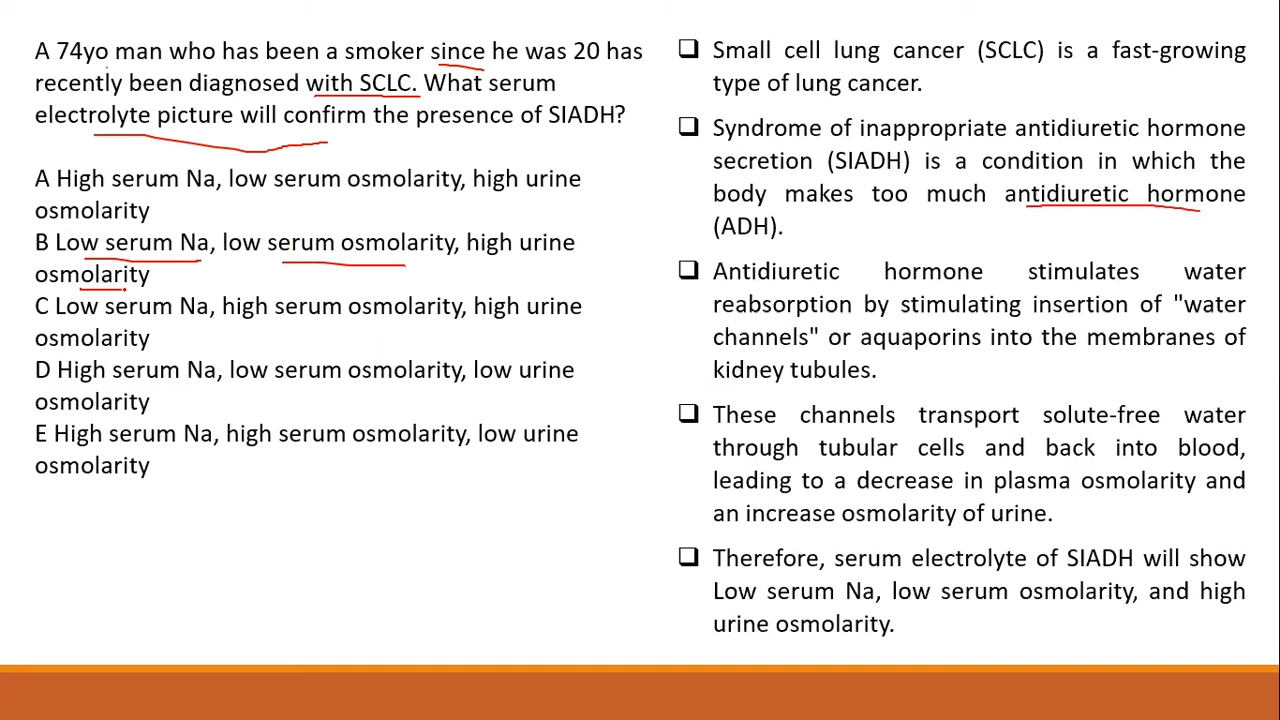 A 74yo man who has been a smoker since he was 20 has
recently been diagnosed with SCLC. What serum
electrolyte picture will confirm the presence of SIADH?
A High serum Na, low serum osmolarity, high urine
osmolarity
B Low serum Na, low serum osmolarity, high urine
osmolarity
C Low serum Na, high serum osmolarity, high urine
osmolarity
D High serum Na, low serum osmolarity, low urine
osmolarity
E High serum Na, high serum osmolarity, low urine
osmolarity
❑ Small cell lung cancer (SCLC) is a fast-growing
type of lung cancer.
❑ Syndrome of inappropriate antidiuretic hormone
secretion (SIADH) is a condition in which the
body makes too much antidiuretic hormone
(ADH).
❑ Antidiuretic hormone stimulates water
reabsorption by stimulating insertion of "water
channels" or aquaporins into the membranes of
kidney tubules.
❑ These channels transport solute-free water
through tubular cells and back into blood,
leading to a decrease in plasma osmolarity and
an increase osmolarity of urine.
❑ Therefore, serum electrolyte of SIADH will show
Low serum Na, low serum osmolarity, and high
urine osmolarity.